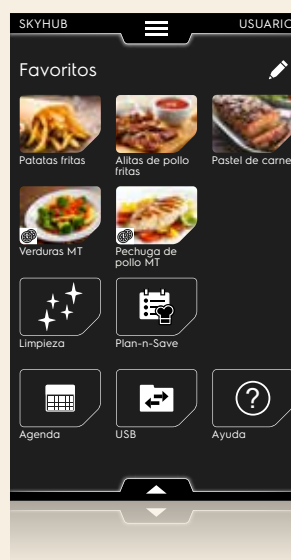 SKYHUB USUARIO
Favoritos
Patatas fritas Alitas de pollo fritas Pastel de carne
Verduras MT Pechuga de pollo MT
Limpieza Plan-n-Save
Agenda USB Ayuda